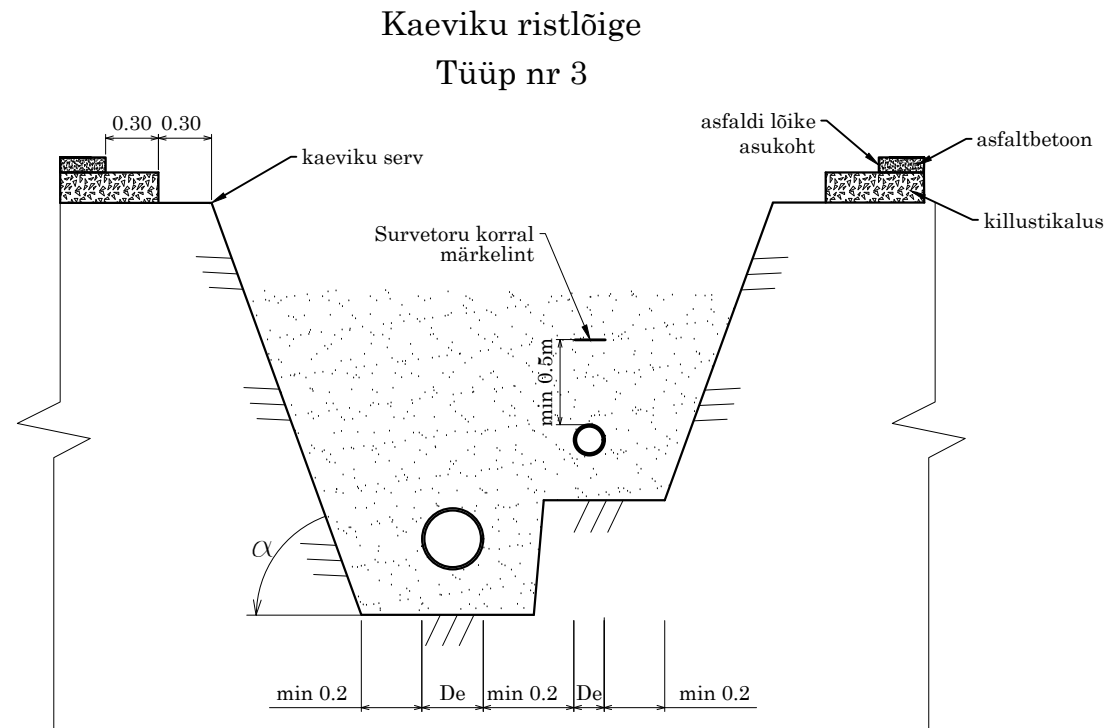 Kaeviku ristlõige
Tüüp nr 3
0.30 0.30
kaeviku serv
asfaldi lõike
asukoht
asfaltbetoon
killustikalus
Survetoru korral
märkelint
min 0.5m
α
min 0.2 De min 0.2 De min 0.2